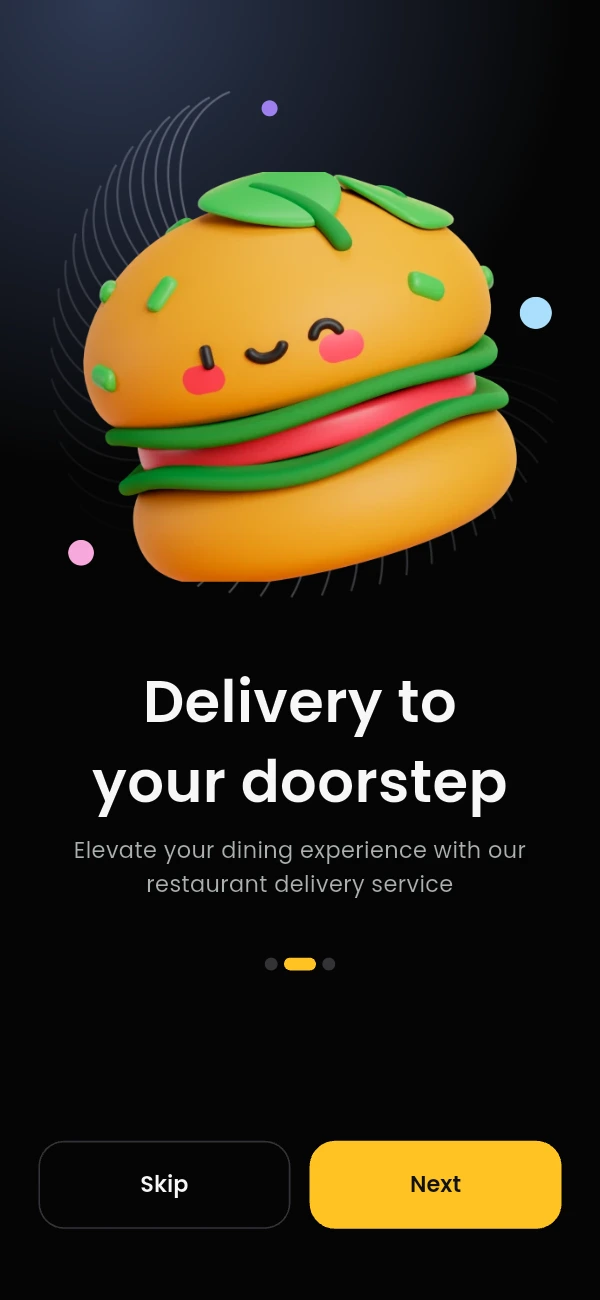 Delivery to
your doorstep
Elevate your dining experience with our
restaurant delivery service
Skip
Next